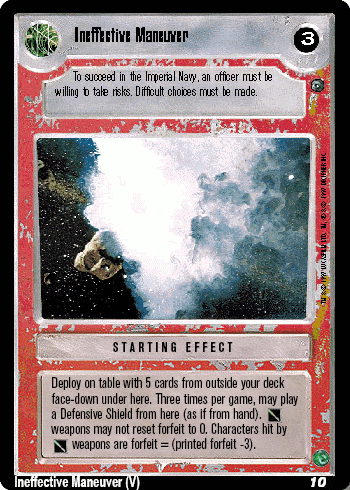 Ineffective Maneuver
3
To succeed in the Imperial Navy, an officer must be
willing to take risks. Difficult choices must be made.
STARTING EFFECT
Deploy on table with 5 cards from outside your deck
face-down under here. Three times per game, may play
a Defensive Shield from here (as if from hand).
weapons may not reset forfeit to 0. Characters hit by
weapons are forfeit = (printed forfeit -3).
Ineffective Maneuver (V)
10